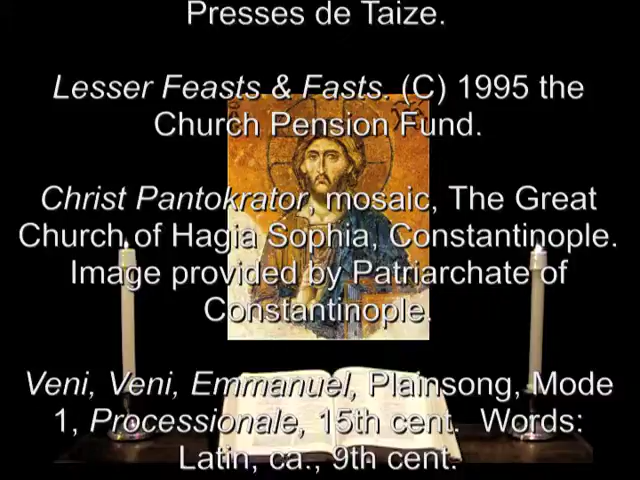 Presses de Taize.
Lesser Feasts & Fasts. (C) 1995 the
Church Pension Fund.
Christ Pantokrator, mosaic, The Great
Church of Hagia Sophia, Constantinople.
Image provided by Patriarchate of
Constantinople.
Veni, Veni, Emmanuel, Plainsong, Mode
1, Processionale, 15th cent.  Words:
Latin, ca., 9th cent.